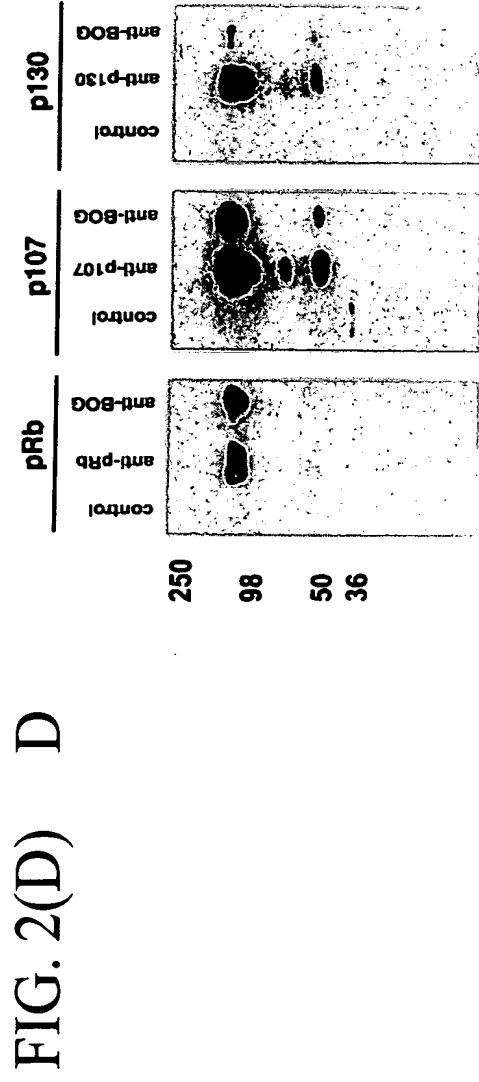 FIG. 2(D)
D
pRb
p107
p130
control
anti-pRb
anti-BOG
control
anti-p107
anti-BOG
control
anti-p130
anti-BOG
250
98
50
36